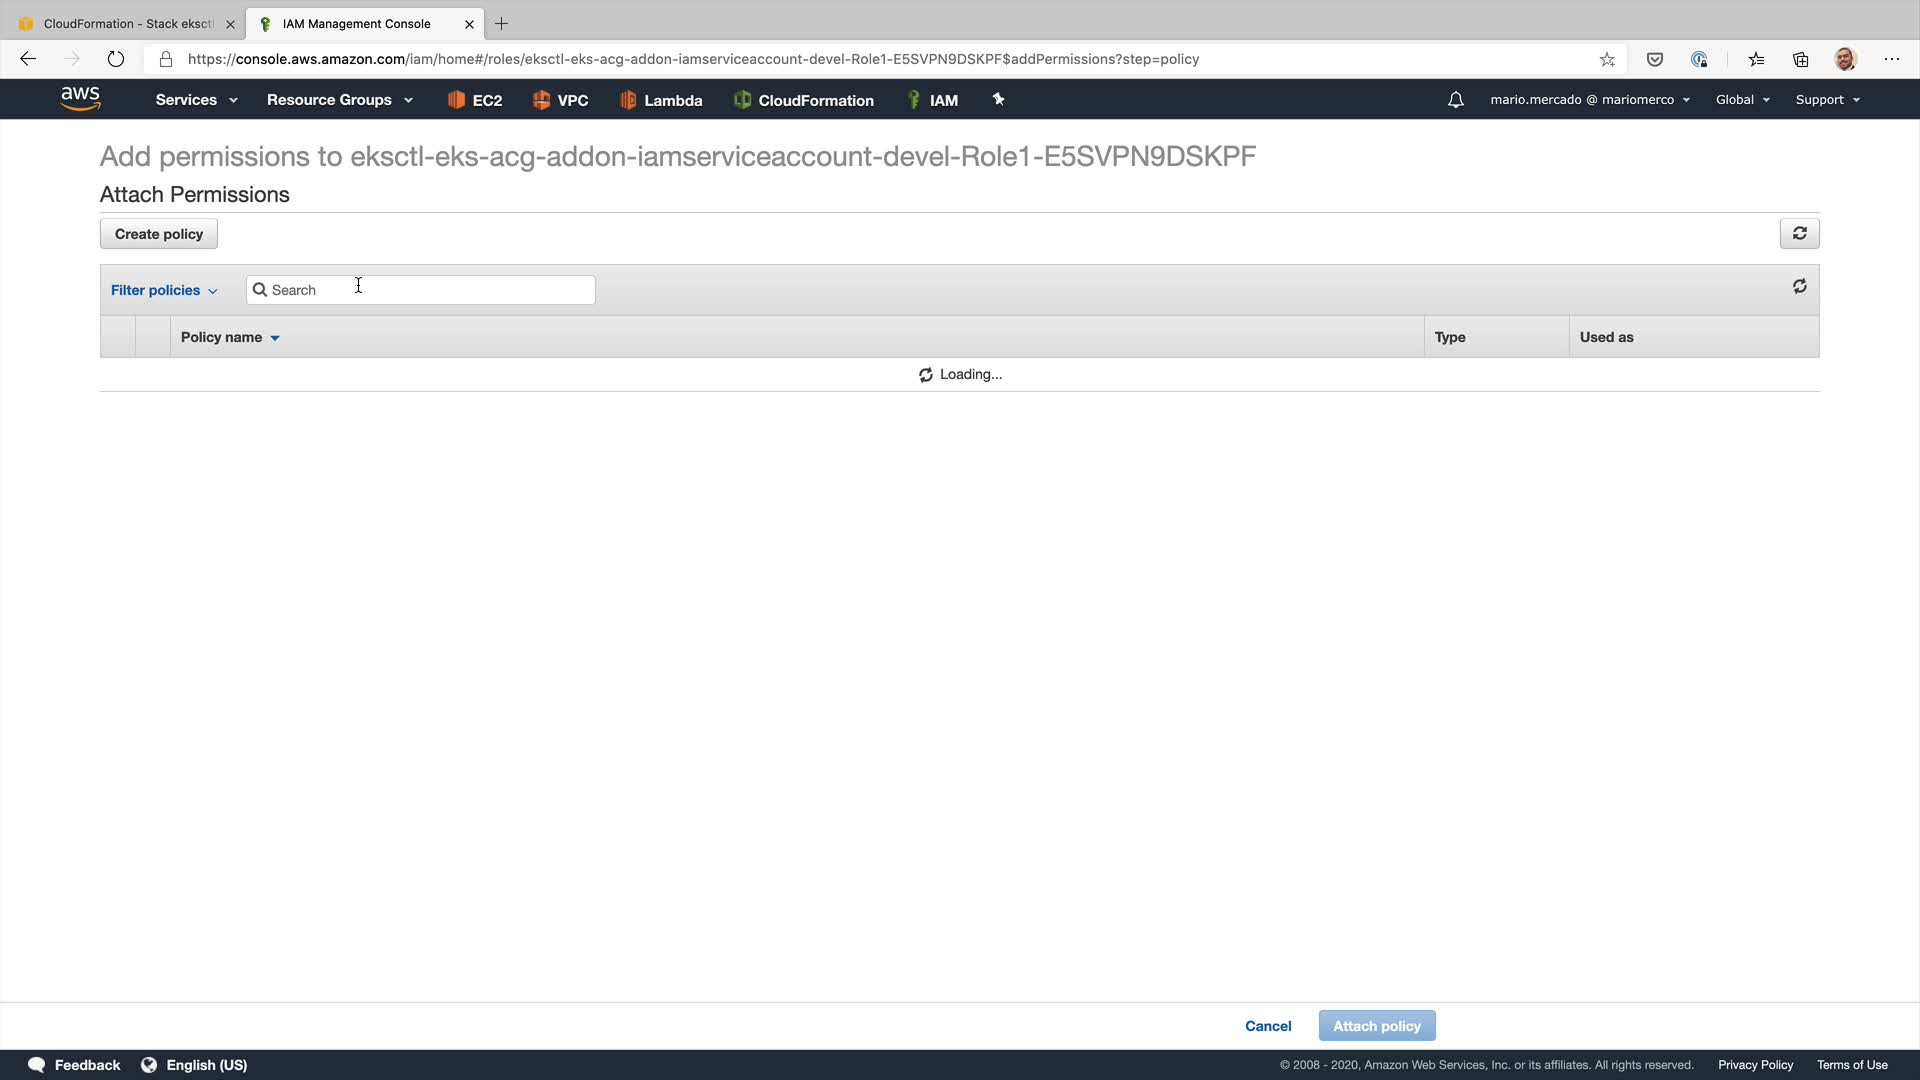 CloudFormation - Stack eksctl
IAM Management Console
https://console.aws.amazon.com/iam/home#/roles/eksctl-eks-acg-addon-iamserviceaccount-devel-Role1-E5SVPN9DSKPF$addPermissions?step=policy
aws Services Resource Groups EC2 VPC Lambda CloudFormation IAM mario.mercado @ mariomerco Global Support
Add permissions to eksctl-eks-acg-addon-iamserviceaccount-devel-Role1-E5SVPN9DSKPF
Attach Permissions
Create policy
Filter policies Search
Policy name Type Used as
Loading...
Cancel Attach policy
Feedback English (US) © 2008 - 2020, Amazon Web Services, Inc. or its affiliates. All rights reserved. Privacy Policy Terms of Use